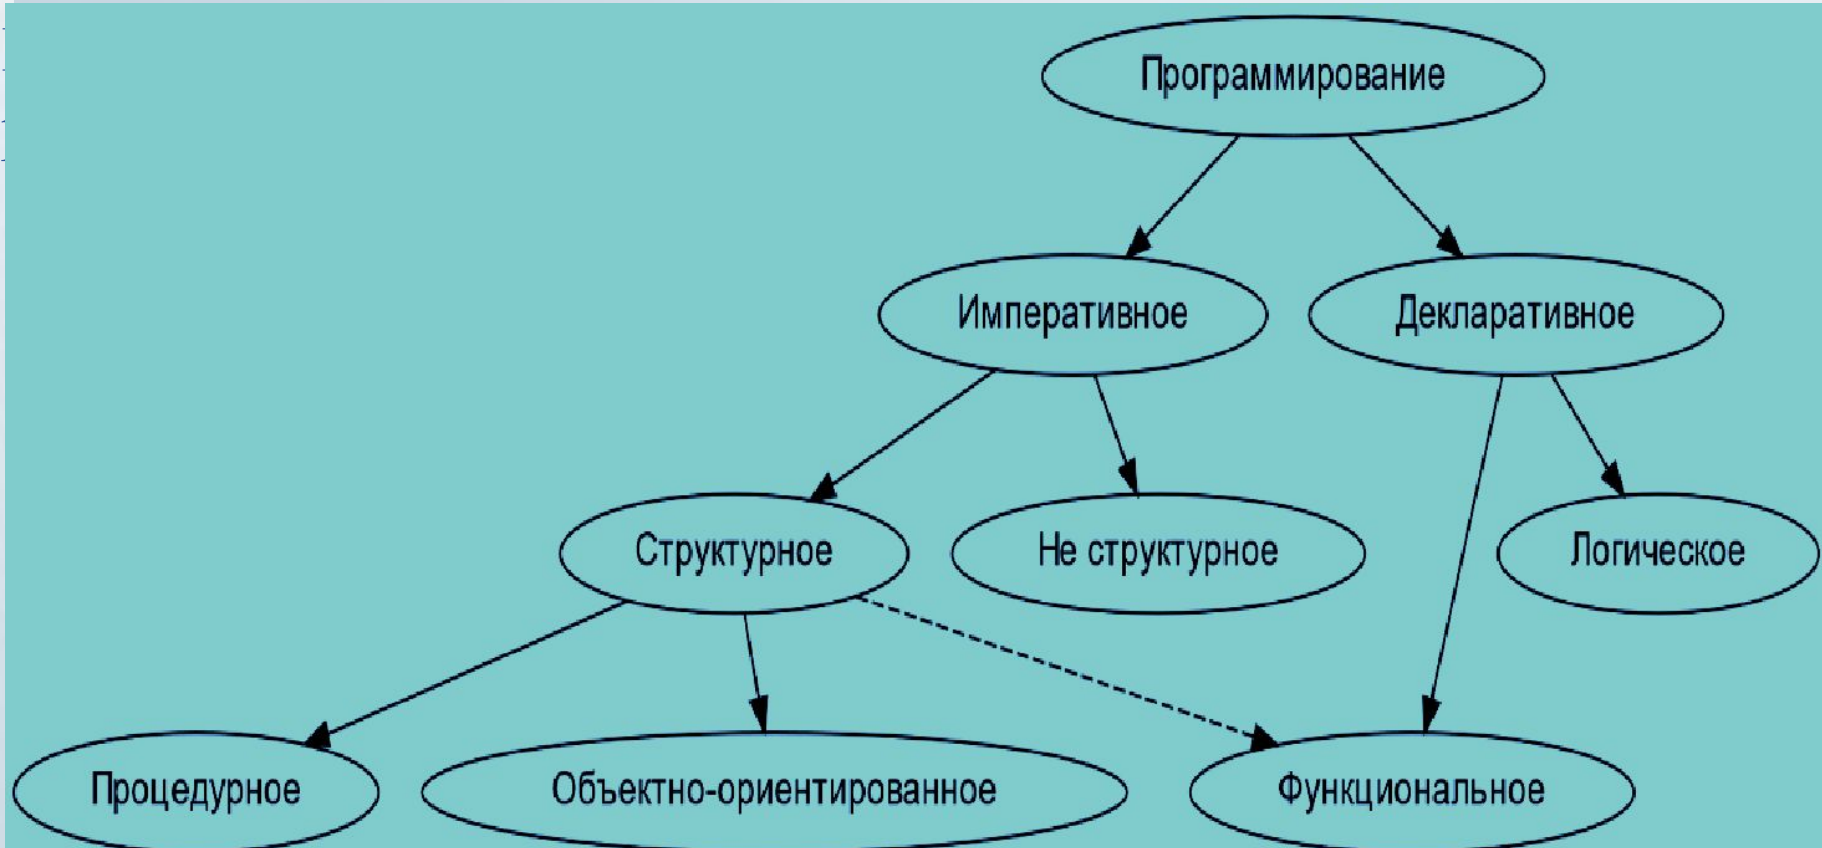 Программирование
Императивное
Декларативное
Структурное
Не структурное
Логическое
Процедурное
Объектно-ориентированное
Функциональное